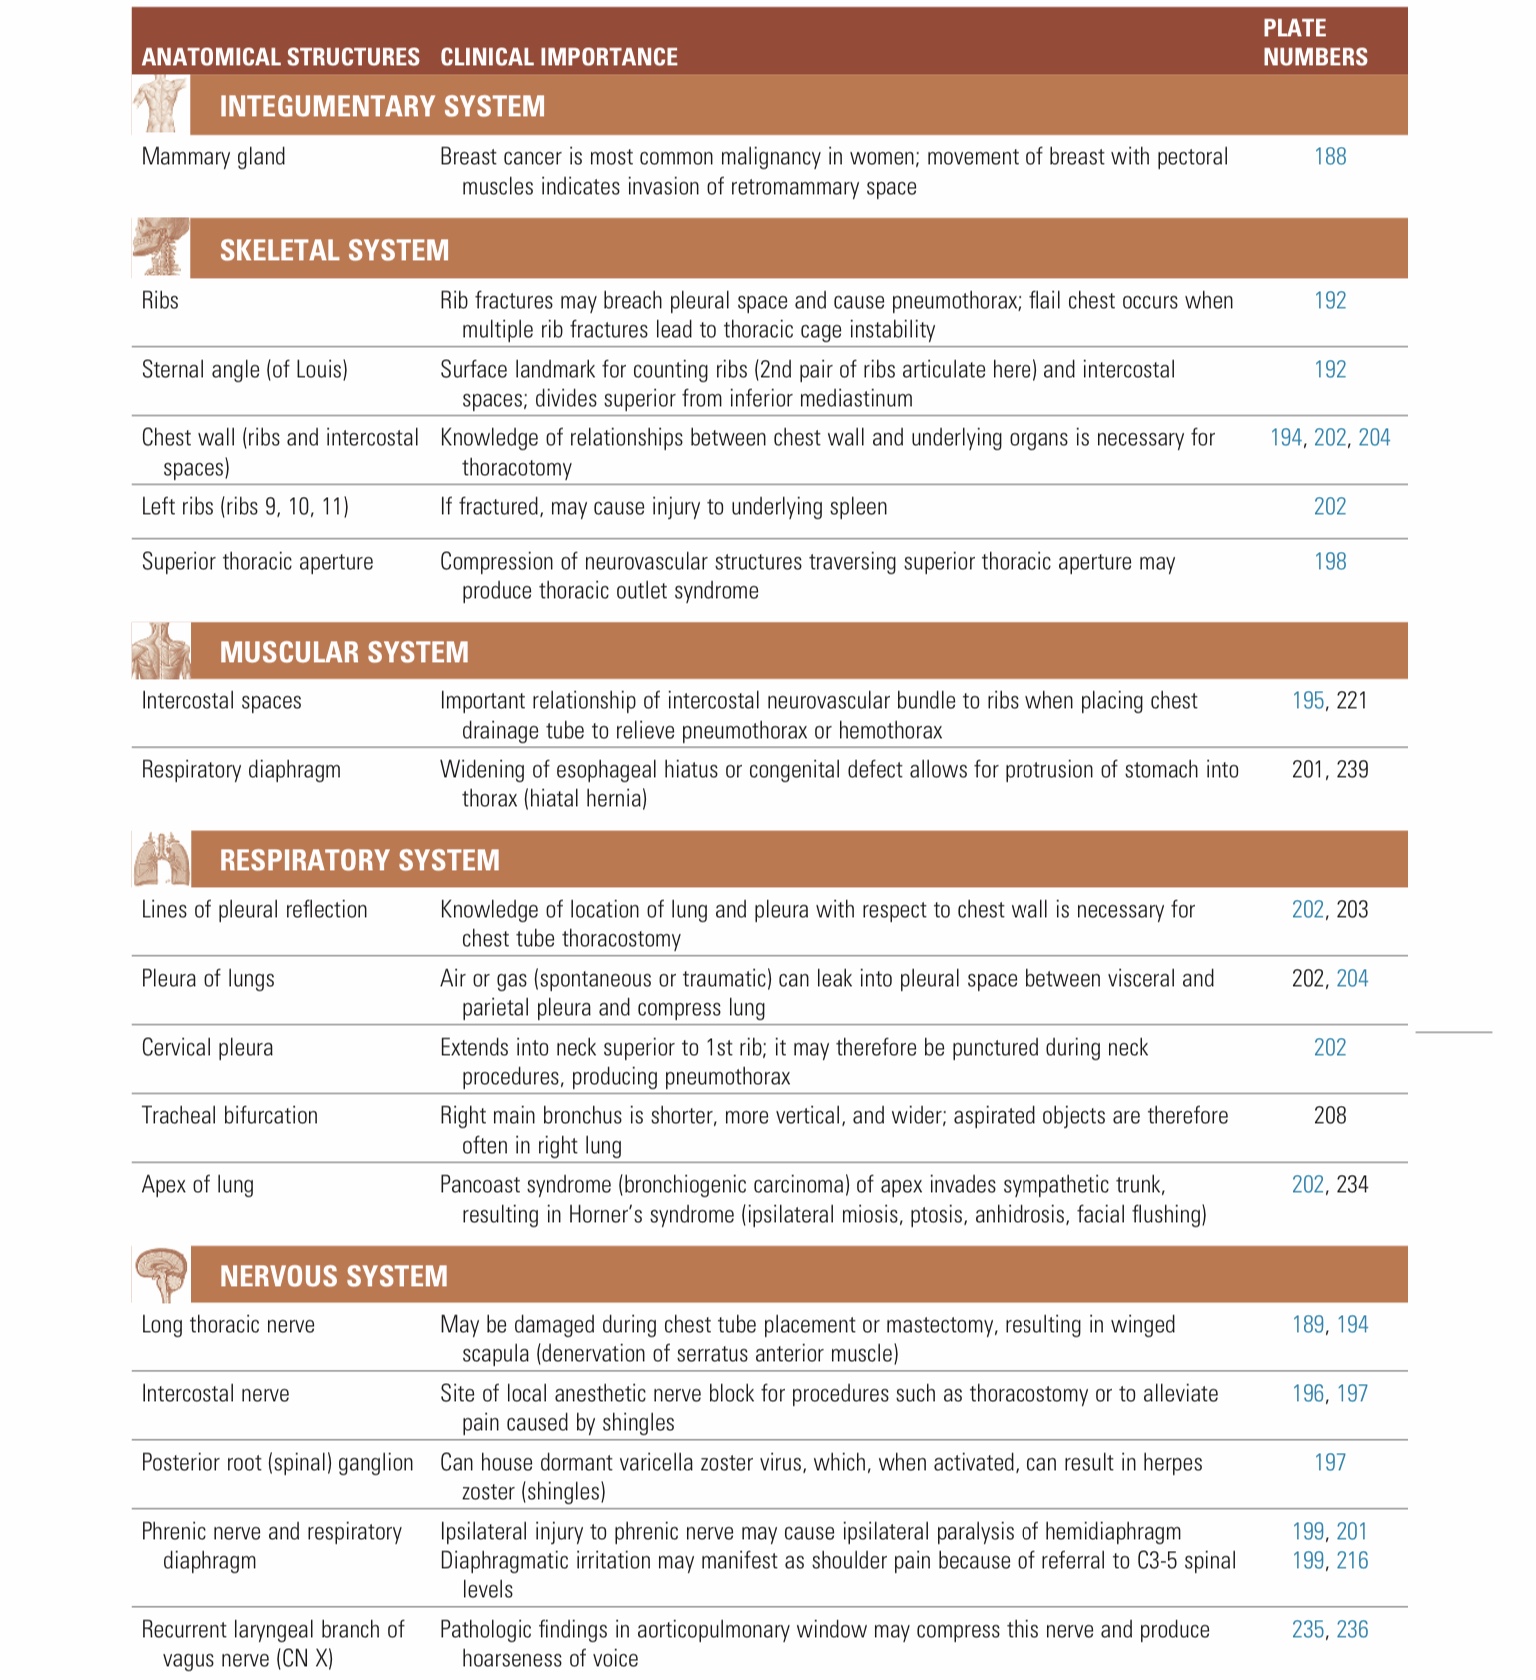 ANATOMICAL STRUCTURES CLINICAL IMPORTANCE PLATE NUMBERS
INTEGUMENTARY SYSTEM
Mammary gland Breast cancer is most common malignancy in women; movement of breast with pectoral 188
muscles indicates invasion of retromammary space
SKELETAL SYSTEM
Ribs Rib fractures may breach pleural space and cause pneumothorax; flail chest occurs when 192
multiple rib fractures lead to thoracic cage instability
Sternal angle (of Louis) Surface landmark for counting ribs (2nd pair of ribs articulate here) and intercostal 192
spaces; divides superior from inferior mediastinum
Chest wall (ribs and intercostal Knowledge of relationships between chest wall and underlying organs is necessary for 194, 202, 204
spaces) thoracotomy
Left ribs (ribs 9, 10, 11) If fractured, may cause injury to underlying spleen 202
Superior thoracic aperture Compression of neurovascular structures traversing superior thoracic aperture may 198
produce thoracic outlet syndrome
MUSCULAR SYSTEM
Intercostal spaces Important relationship of intercostal neurovascular bundle to ribs when placing chest 195, 221
drainage tube to relieve pneumothorax or hemothorax
Respiratory diaphragm Widening of esophageal hiatus or congenital defect allows for protrusion of stomach into 201, 239
thorax (hiatal hernia)
RESPIRATORY SYSTEM
Lines of pleural reflection Knowledge of location of lung and pleura with respect to chest wall is necessary for 202, 203
chest tube thoracostomy
Pleura of lungs Air or gas (spontaneous or traumatic) can leak into pleural space between visceral and 202, 204
parietal pleura and compress lung
Cervical pleura Extends into neck superior to 1st rib; it may therefore be punctured during neck 202
procedures, producing pneumothorax
Tracheal bifurcation Right main bronchus is shorter, more vertical, and wider; aspirated objects are therefore 208
often in right lung
Apex of lung Pancoast syndrome (bronchiogenic carcinoma) of apex invades sympathetic trunk, 202, 234
resulting in Horner's syndrome (ipsilateral miosis, ptosis, anhidrosis, facial flushing)
NERVOUS SYSTEM
Long thoracic nerve May be damaged during chest tube placement or mastectomy, resulting in winged 189, 194
scapula (denervation of serratus anterior muscle)
Intercostal nerve Site of local anesthetic nerve block for procedures such as thoracostomy or to alleviate 196, 197
pain caused by shingles
Posterior root (spinal) ganglion Can house dormant varicella zoster virus, which, when activated, can result in herpes 197
zoster (shingles)
Phrenic nerve and respiratory Ipsilateral injury to phrenic nerve may cause ipsilateral paralysis of hemidiaphragm 199, 201
diaphragm Diaphragmatic irritation may manifest as shoulder pain because of referral to C3-5 spinal 199, 216
levels
Recurrent laryngeal branch of Pathologic findings in aorticopulmonary window may compress this nerve and produce 235, 236
vagus nerve (CN X) hoarseness of voice